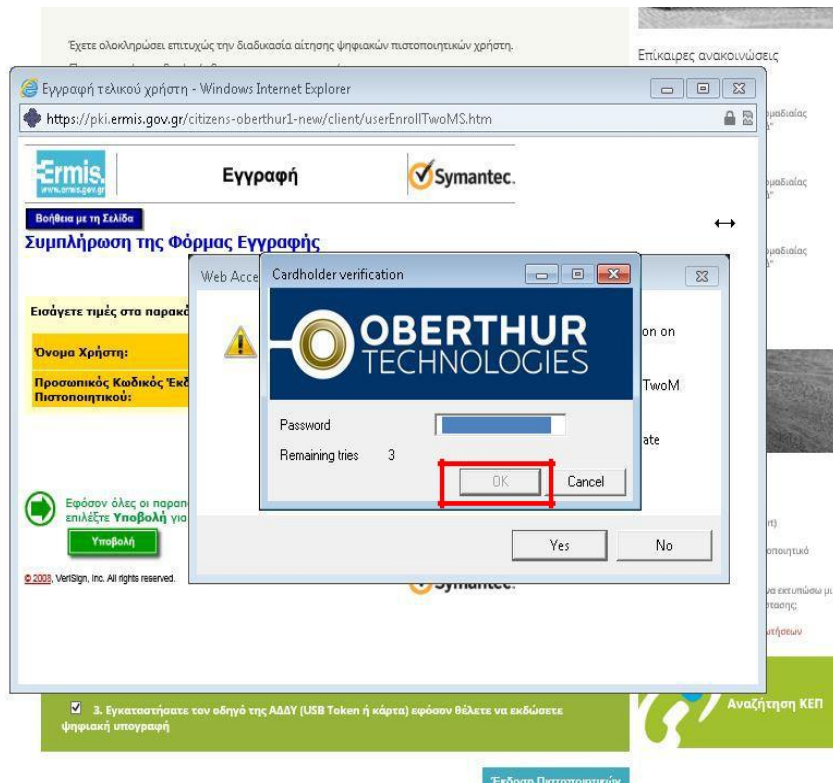 Έχετε ολοκληρώσει επιτυχώς την διαδικασία αίτησης ψηφιακών πιστοποιητικών χρήστη.
Επίκαιρες ανακοινώσεις
Εγγραφή τελικού χρήστη - Windows Internet Explorer
https://pki.ermis.gov.gr/citizens-oberthur1-new/client/userEnrollTwoMS.htm
Ermis.
www.ermis.gov.gr
Εγγραφή
Symantec.
Βοήθεια με τη Σελίδα
Συμπλήρωση της Φόρμας Εγγραφής
Web Acce
Cardholder verification
OBERTHUR
TECHNOLOGIES
on on
TwoM
ate
Εισάγετε τιμές στα παρακά
Όνομα Χρήστη:
Προσωπικός Κωδικός Έκδ
Πιστοποιητικού:
Password
Remaining tries 3
OK Cancel
Εφόσον όλες οι παραπ
επιλέξτε Υποβολή για
Υποβολή
Yes No
© 2008, VeriSign, Inc. All rights reserved.
Symantec.
3. Εγκαταστήσατε τον οδηγό της ΑΔΔΥ (USB Token ή κάρτα) εφόσον θέλετε να εκδώσετε
ψηφιακή υπογραφή
Αναζήτηση ΚΕΠ
Έκδοση Πιστοποιητικών